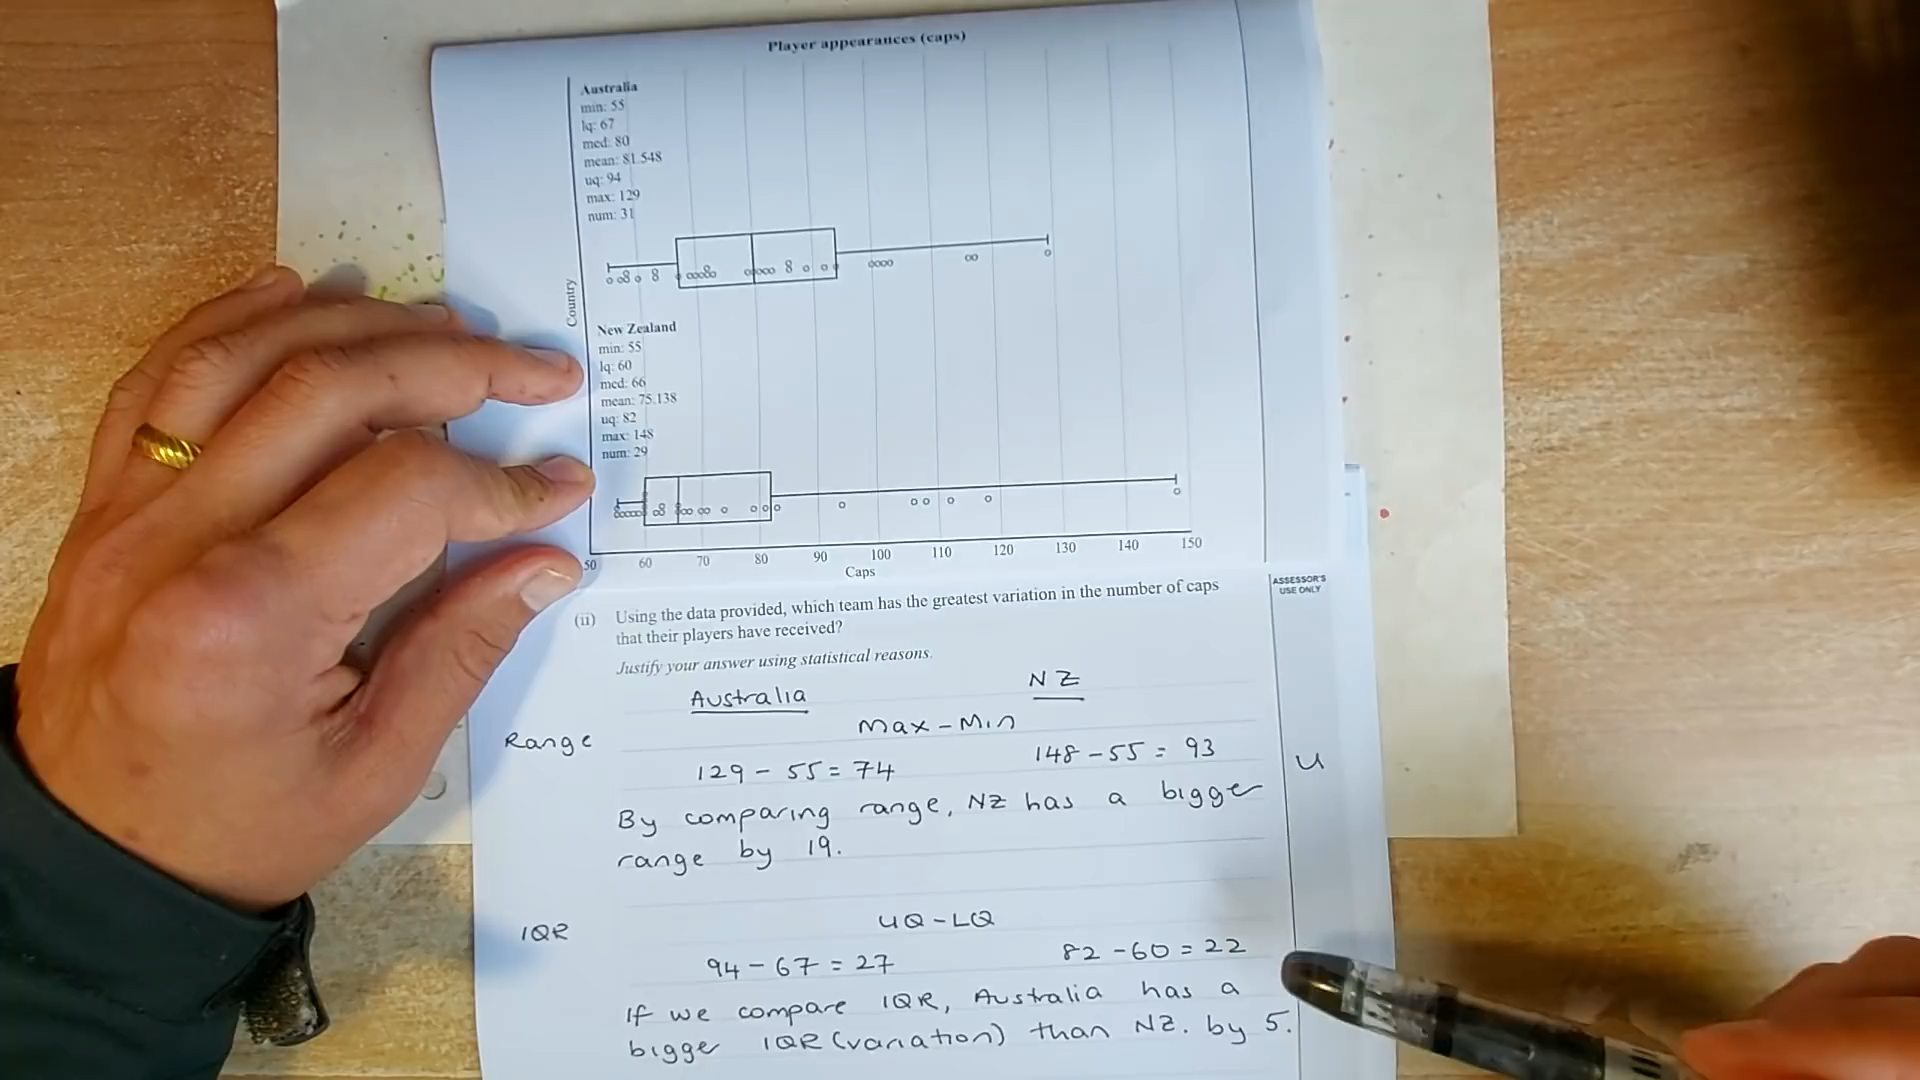 Player appearances (caps)
Australia
min: 55
lq: 67
med: 80
mean: 81.548
uq: 94
max: 129
num: 31
Country
New Zealand
min: 55
lq: 60
med: 66
mean: 75.138
uq: 82
max: 148
num: 29
50 60 70 80 90 100 110 120 130 140 150
Caps
ASSESSOR'S
USE ONLY
(ii) Using the data provided, which team has the greatest variation in the number of caps
that their players have received?
Justify your answer using statistical reasons.
Australia NZ
Max - Min
Range
129 - 55 = 74 148 - 55 = 93
u
By comparing range, NZ has a bigger
range by 19.
UQ - LQ
IQR
94 - 67 = 27 82 - 60 = 22
If we compare IQR, Australia has a
bigger IQR (variation) than NZ. by 5.